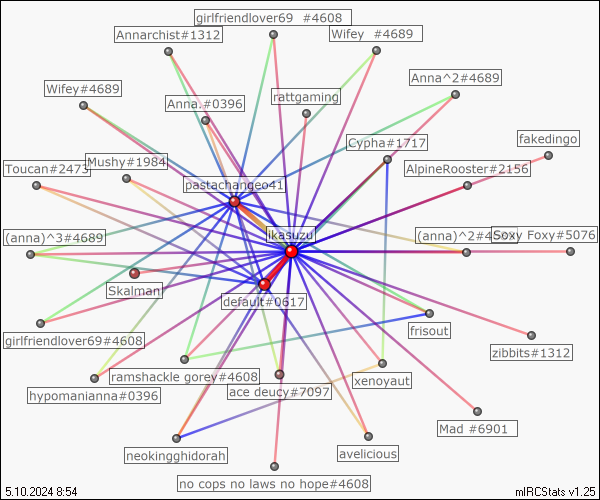 girlfriendlover69 #4608
Annarchist#1312
Wifey #4689
Anna^2#4689
Wifey#4689
Anna.#0396
rattgaming
Cypha#1717
fakedingo
Toucan#2473
Mushy#1984
AlpineRooster#2156
pastachangeo41
(anna)^3#4689
ikasuzu
(anna)^2#4
Soxy Foxy#5076
Skalman
default#0617
girlfriendlover69#4608
frisout
zibbits#1312
ramshackle gorey#4608
xenoyaut
hypomanianna#0396
ace deucy#7097
Mad #6901
neokingghidorah
avelicious
no cops no laws no hope#4608
5.10.2024 8:54
mIRCStats v1.25